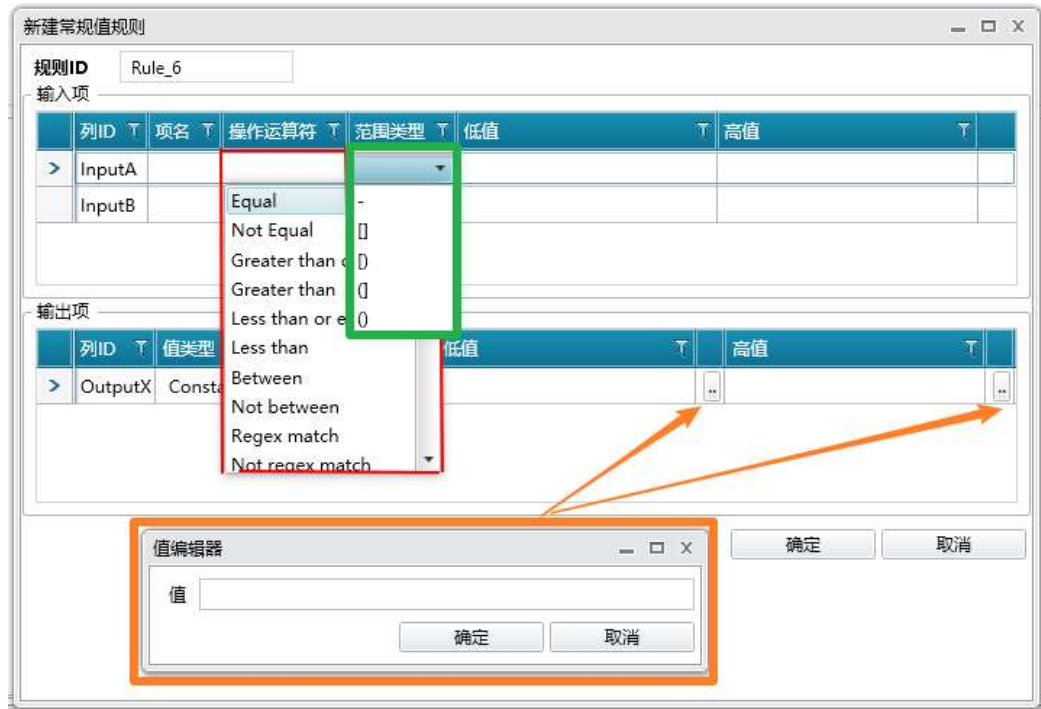 新建常规值规则
规则ID Rule_6
输入项
列ID 项名 操作运算符 范围类型 低值 高值
InputA
InputB
Equal -
Not Equal []
Greater than o [)
Greater than (]
Less than or e ()
Less than
Between
Not between
Regex match
Not regex match
输出项
列ID 值类型 低值 高值
OutputX Consta .. ..
值编辑器
值
确定 取消
确定 取消